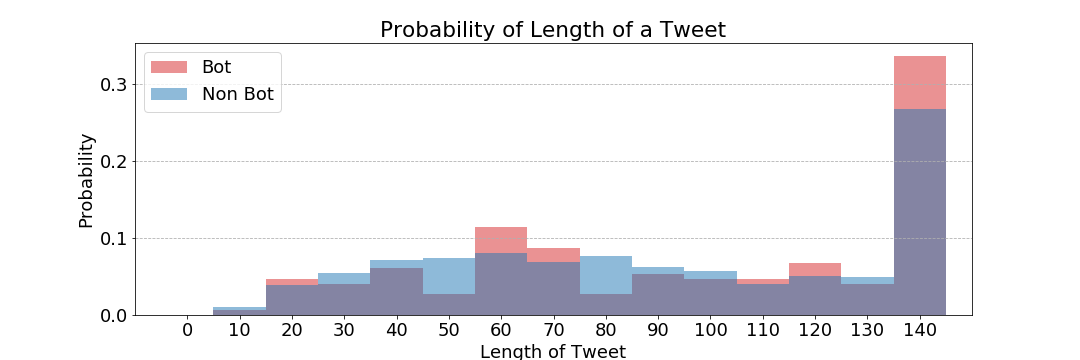 Probability of Length of a Tweet
Bot
Non Bot
Probability
0.3
0.2
0.1
0.0
0 10 20 30 40 50 60 70 80 90 100 110 120 130 140
Length of Tweet